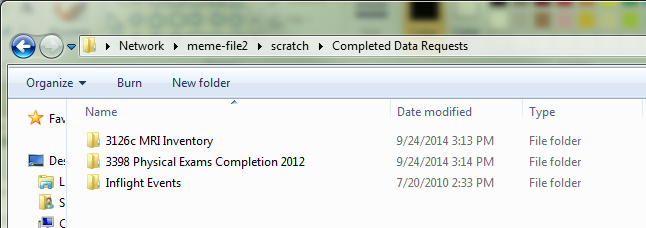 Network meme-file2 scratch Completed Data Requests
Organize Burn New folder
Name Date modified Type
Fav
3126c MRI Inventory 9/24/2014 3:13 PM File folder
Des 3398 Physical Exams Completion 2012 9/24/2014 3:14 PM File folder
L Inflight Events 7/20/2010 2:33 PM File folder
S
C